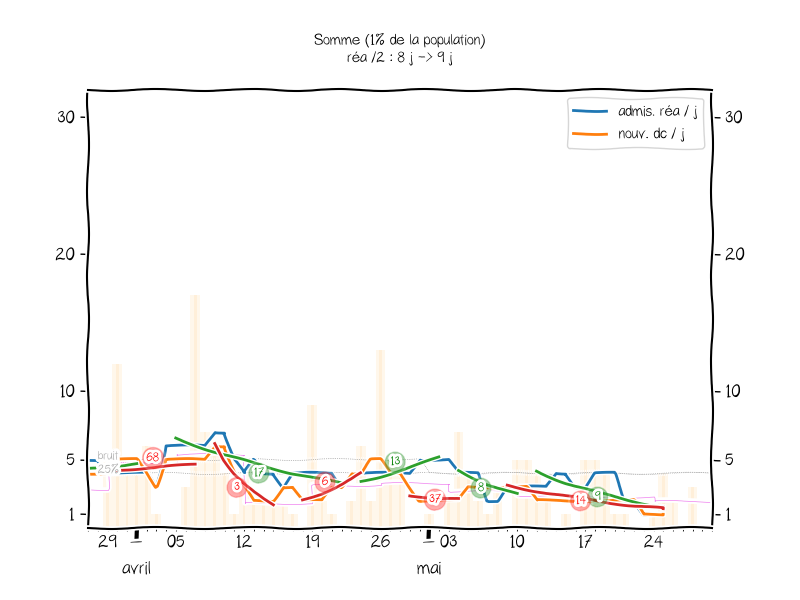 Somme (1% de la population)
réa /2 : 8 j -> 9 j
admis. réa / j
nouv. dc / j
30 30
20 20
10 10
5 5
1 1
bruit
25%
68
3
17
6
13
37
8
14
9
29 05 12 19 26 03 10 17 24
avril mai